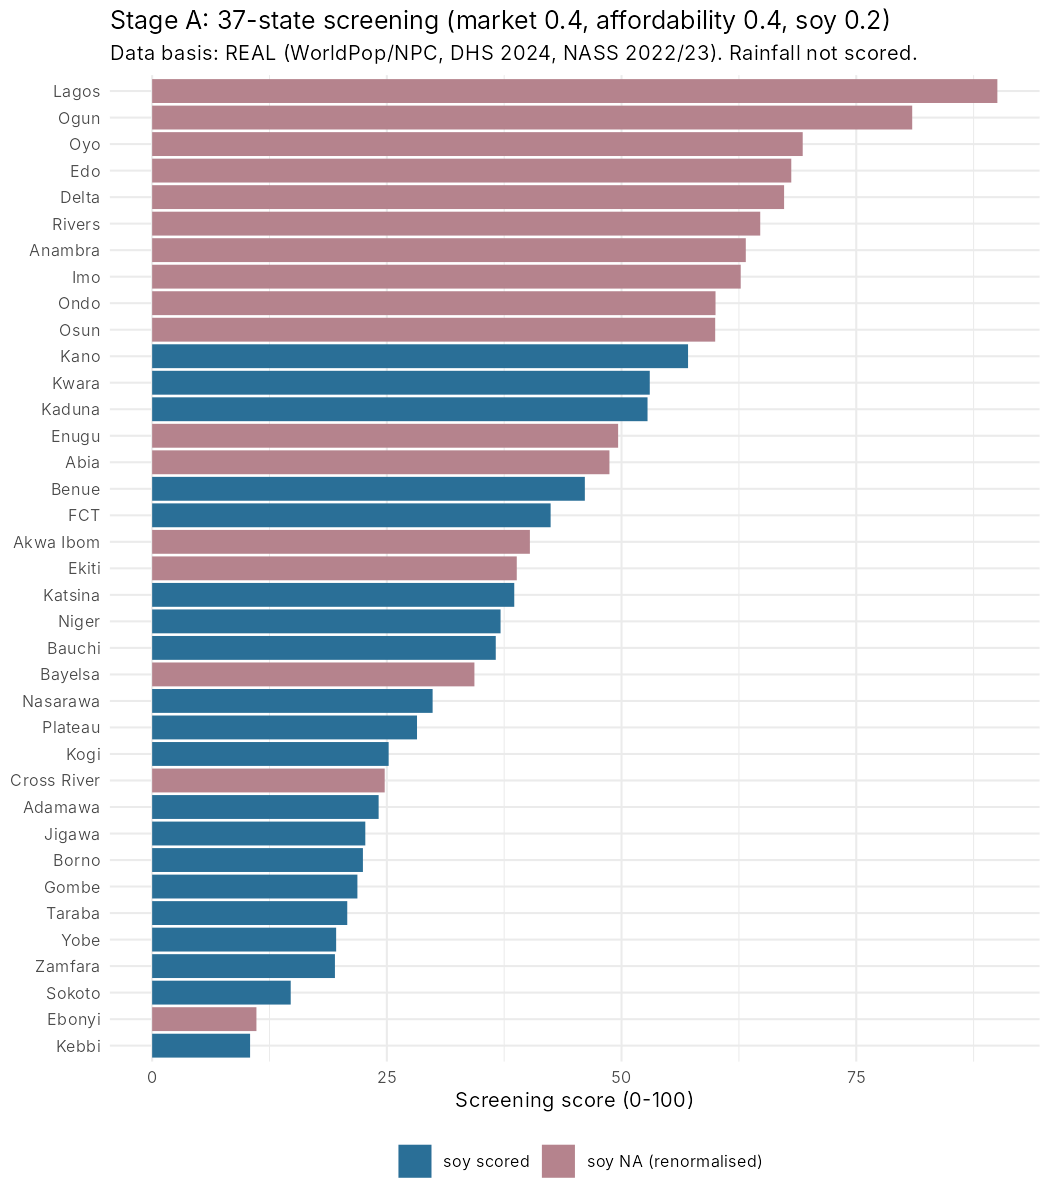 Stage A: 37-state screening (market 0.4, affordability 0.4, soy 0.2)
Data basis: REAL (WorldPop/NPC, DHS 2024, NASS 2022/23). Rainfall not scored.
Lagos
Ogun
Oyo
Edo
Delta
Rivers
Anambra
Imo
Ondo
Osun
Kano
Kwara
Kaduna
Enugu
Abia
Benue
FCT
Akwa Ibom
Ekiti
Katsina
Niger
Bauchi
Bayelsa
Nasarawa
Plateau
Kogi
Cross River
Adamawa
Jigawa
Borno
Gombe
Taraba
Yobe
Zamfara
Sokoto
Ebonyi
Kebbi
0 25 50 75
Screening score (0-100)
soy scored soy NA (renormalised)